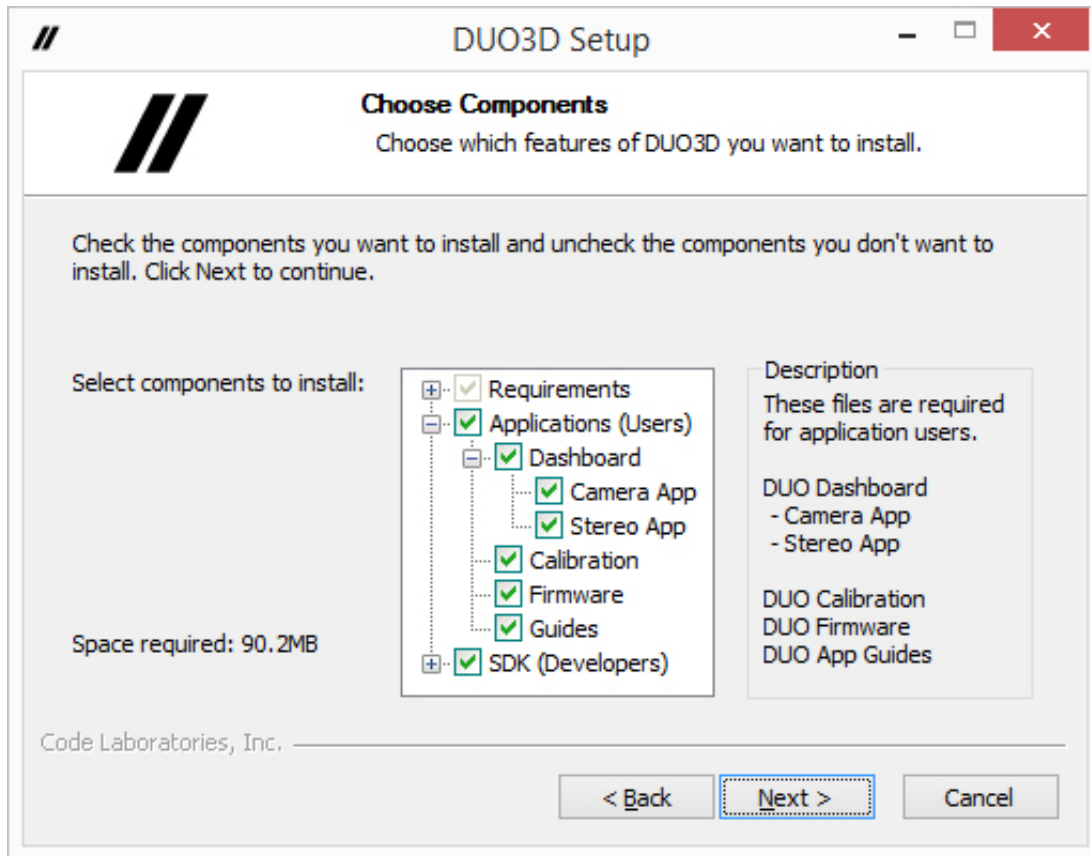 DUO3D Setup
Choose Components
Choose which features of DUO3D you want to install.
Check the components you want to install and uncheck the components you don't want to
install. Click Next to continue.
Select components to install:
Requirements
Applications (Users)
Dashboard
Camera App
Stereo App
Calibration
Firmware
Guides
SDK (Developers)
Space required: 90.2MB
Description
These files are required
for application users.
DUO Dashboard
- Camera App
- Stereo App
DUO Calibration
DUO Firmware
DUO App Guides
Code Laboratories, Inc.
< Back
Next >
Cancel